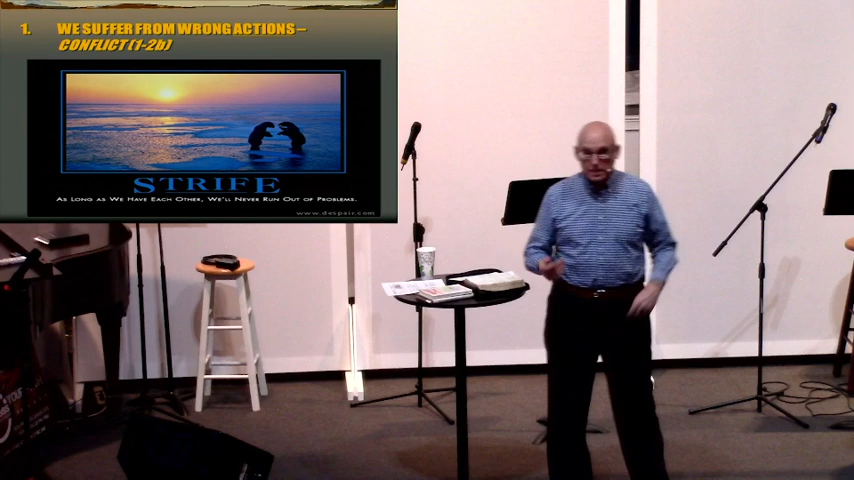 1. WE SUFFER FROM WRONG ACTIONS –
CONFLICT (1-2b)
STRIFE
AS LONG AS WE HAVE EACH OTHER, WE'LL NEVER RUN OUT OF PROBLEMS.
www.despair.com